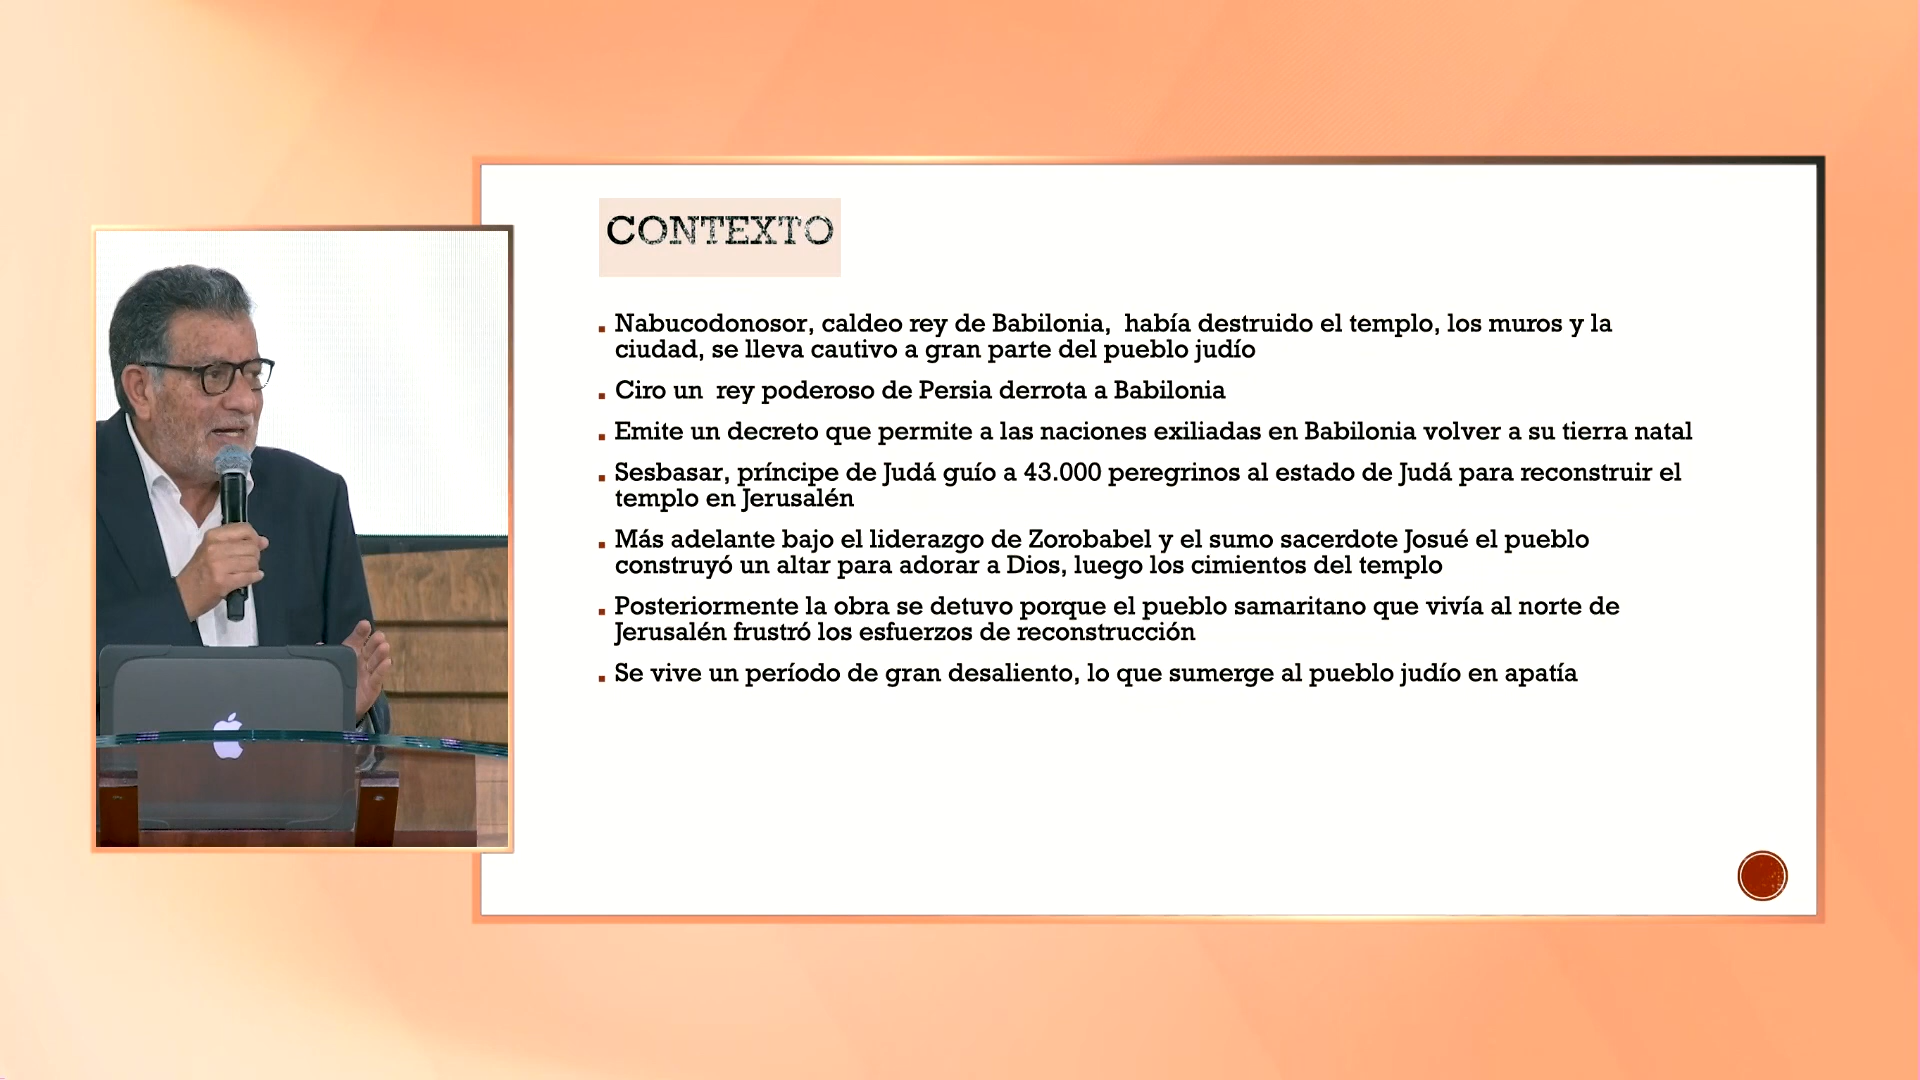 CONTEXTO
Nabucodonosor, caldeo rey de Babilonia,  había destruido el templo, los muros y la
ciudad, se lleva cautivo a gran parte del pueblo judío
Ciro un  rey poderoso de Persia derrota a Babilonia
Emite un decreto que permite a las naciones exiliadas en Babilonia volver a su tierra natal
Sesbasar, príncipe de Judá guío a 43.000 peregrinos al estado de Judá para reconstruir el
templo en Jerusalén
Más adelante bajo el liderazgo de Zorobabel y el sumo sacerdote Josué el pueblo
construyó un altar para adorar a Dios, luego los cimientos del templo
Posteriormente la obra se detuvo porque el pueblo samaritano que vivía al norte de
Jerusalén frustró los esfuerzos de reconstrucción
Se vive un período de gran desaliento, lo que sumerge al pueblo judío en apatía